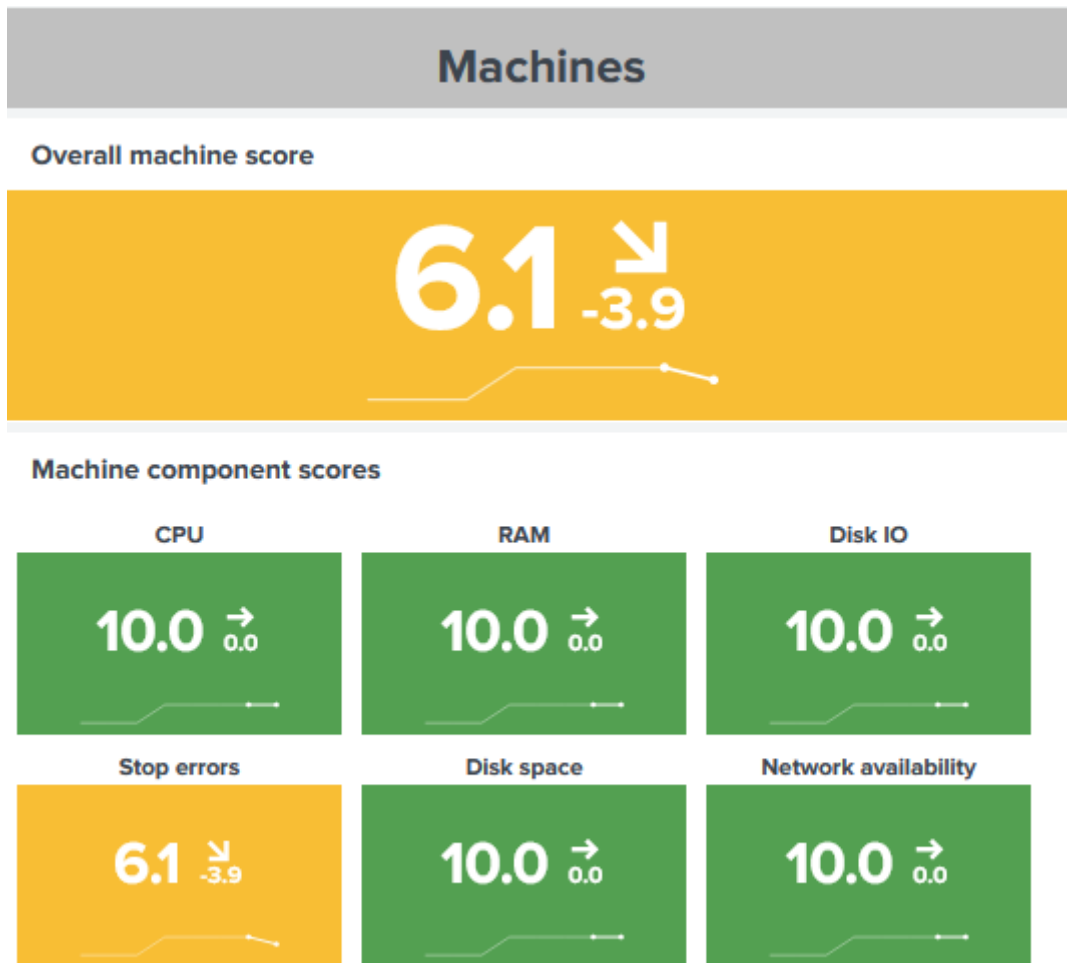 Machines
Overall machine score
6.1
-3.9
Machine component scores
CPU RAM Disk IO
10.0 0.0 10.0 0.0 10.0 0.0
Stop errors Disk space Network availability
6.1 -3.9 10.0 0.0 10.0 0.0